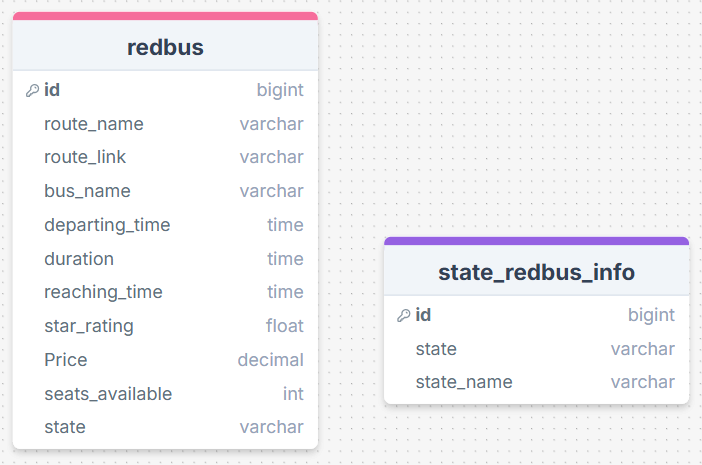 redbus
id bigint
route_name varchar
route_link varchar
bus_name varchar
departing_time time
duration time
reaching_time time
star_rating float
Price decimal
seats_available int
state varchar
state_redbus_info
id bigint
state varchar
state_name varchar